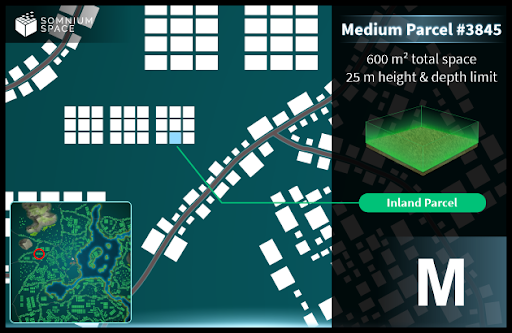 SOMNIUM
SPACE
Medium Parcel #3845
600 m² total space
25 m height & depth limit
Inland Parcel
M